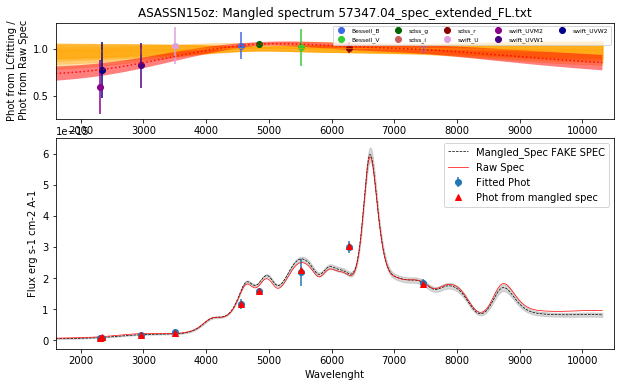 ASASSN15oz: Mangled spectrum 57347.04_spec_extended_FL.txt
Phot from LCfitting /
Phot from Raw Spec
1.0
0.5
Bessell_B
Bessell_V
sdss_g
sdss_i
sdss_r
swift_U
swift_UVM2
swift_UVW1
swift_UVW2
2000 3000 4000 5000 6000 7000 8000 9000 10000
Flux erg s-1 cm-2 A-1
6
5
4
3
2
1
0
Mangled_Spec FAKE SPEC
Raw Spec
Fitted Phot
Phot from mangled spec
2000 3000 4000 5000 6000 7000 8000 9000 10000
Wavelenght